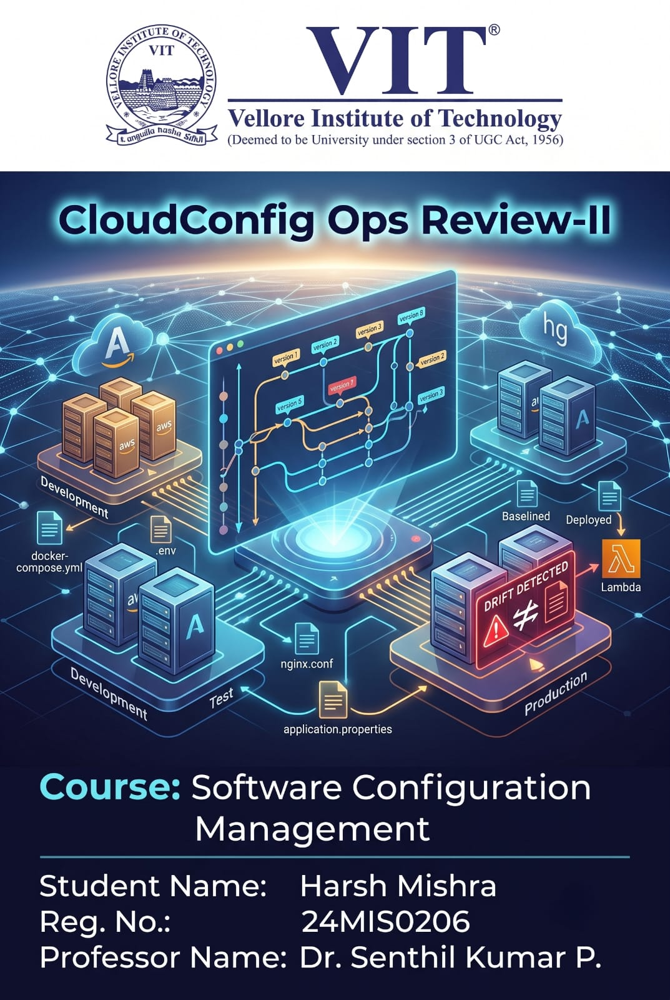 VELLORE INSTITUTE OF TECHNOLOGY
VIT
VIT®
Vellore Institute of Technology
(Deemed to be University under section 3 of UGC Act, 1956)
CloudConfig Ops Review-II
version 1
version 2
version 3
version 8
version 2
version 5
version 3
A
hg
aws
aws
A
Development
docker-
compose.yml
.env
Baselined
Deployed
Lambda
DRIFT DETECTED
A
Development
Test
nginx.conf
application.properties
Production
Course: Software Configuration
Management
Student Name: Harsh Mishra
Reg. No.: 24MIS0206
Professor Name: Dr. Senthil Kumar P.